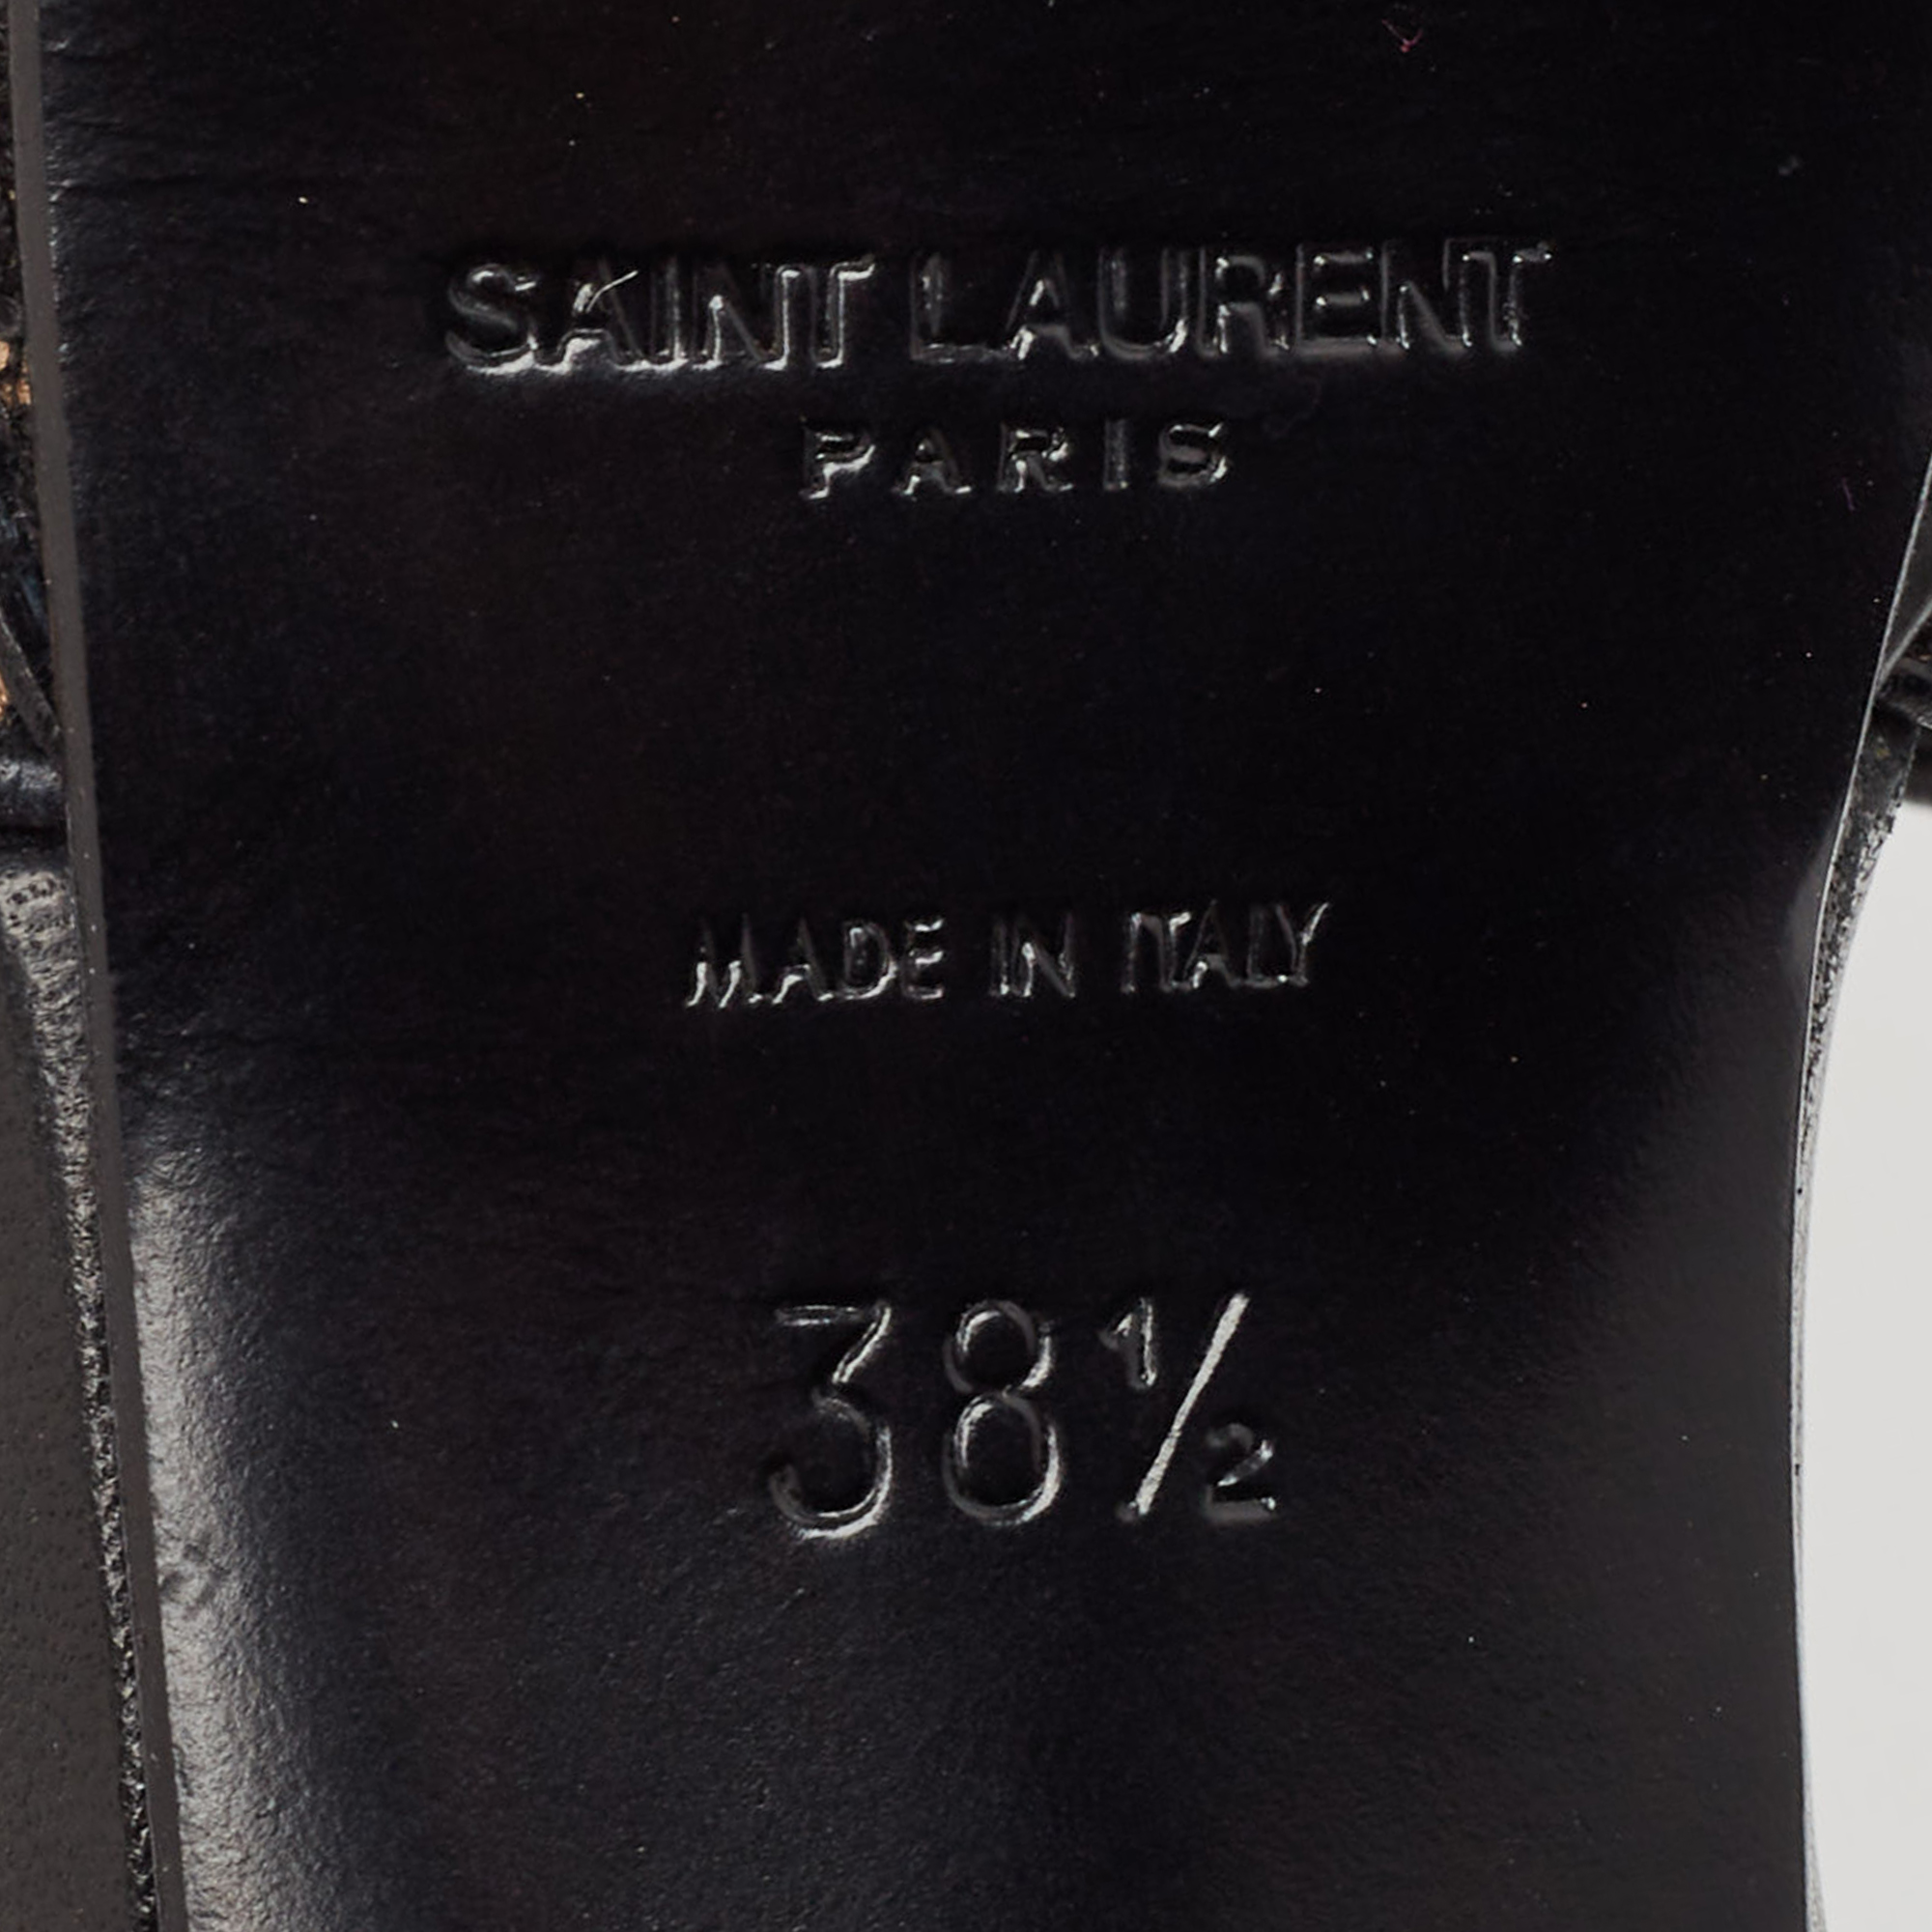 SAINT LAURENT
PARIS
MADE IN ITALY
38½